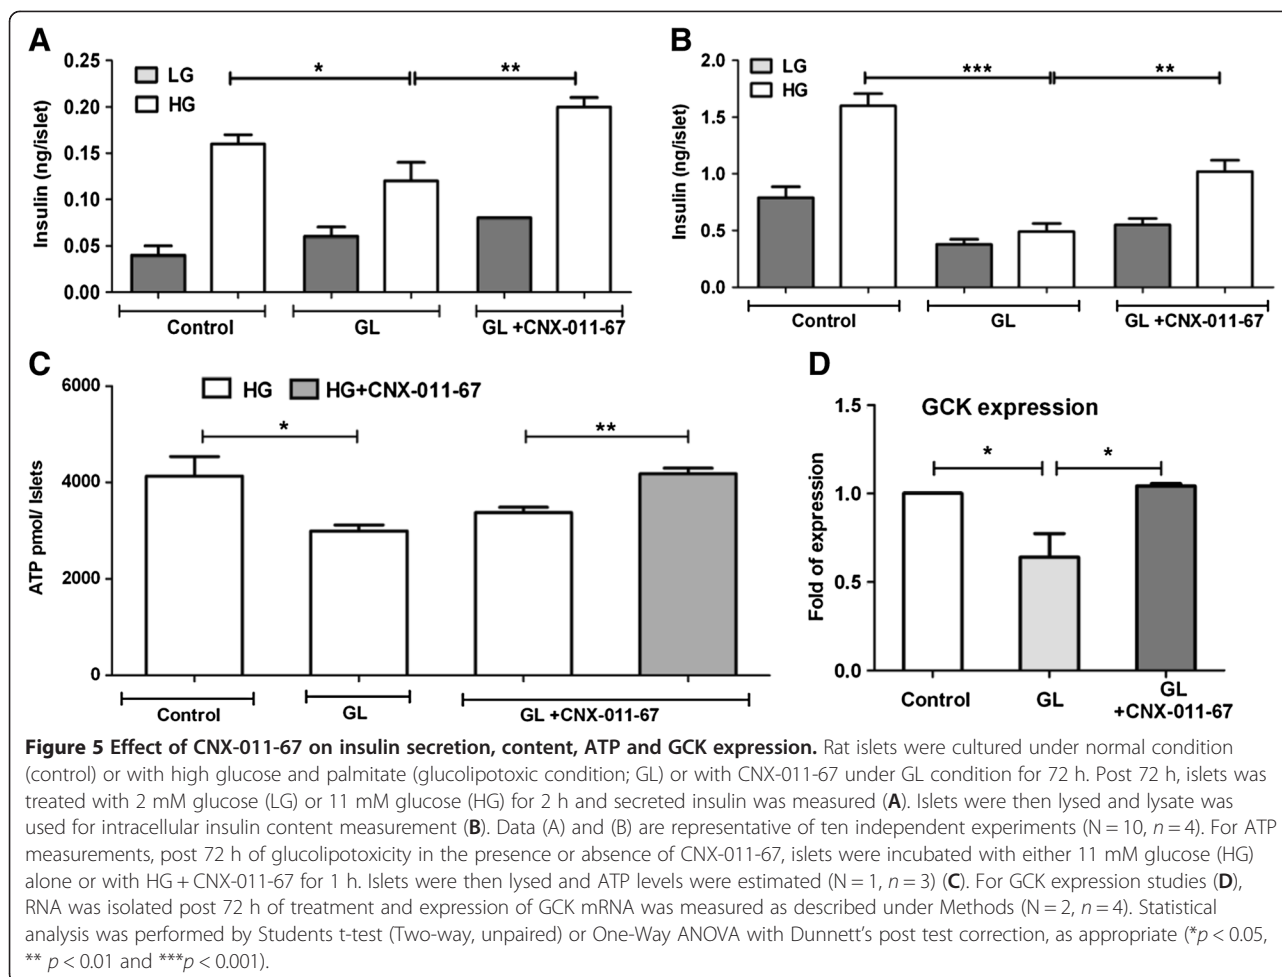 A
LG
HG
Insulin (ng/islet)
0.25
0.20
0.15
0.10
0.05
0.00
*
**
Control
GL
GL +CNX-011-67
B
LG
HG
Insulin (ng/islet)
2.0
1.5
1.0
0.5
0.0
***
**
Control
GL
GL +CNX-011-67
C
HG
HG+CNX-011-67
ATP pmol/ Islets
6000
4000
2000
0
*
**
Control
GL
GL +CNX-011-67
D
GCK expression
Fold of expression
1.5
1.0
0.5
0.0
*
*
Control
GL
GL
+CNX-011-67
Figure 5 Effect of CNX-011-67 on insulin secretion, content, ATP and GCK expression. Rat islets were cultured under normal condition
(control) or with high glucose and palmitate (glucolipotoxic condition; GL) or with CNX-011-67 under GL condition for 72 h. Post 72 h, islets was
treated with 2 mM glucose (LG) or 11 mM glucose (HG) for 2 h and secreted insulin was measured (A). Islets were then lysed and lysate was
used for intracellular insulin content measurement (B). Data (A) and (B) are representative of ten independent experiments (N = 10, n = 4). For ATP
measurements, post 72 h of glucolipotoxicity in the presence or absence of CNX-011-67, islets were incubated with either 11 mM glucose (HG)
alone or with HG + CNX-011-67 for 1 h. Islets were then lysed and ATP levels were estimated (N = 1, n = 3) (C). For GCK expression studies (D),
RNA was isolated post 72 h of treatment and expression of GCK mRNA was measured as described under Methods (N = 2, n = 4). Statistical
analysis was performed by Students t-test (Two-way, unpaired) or One-Way ANOVA with Dunnett's post test correction, as appropriate (*p < 0.05,
** p < 0.01 and ***p < 0.001).